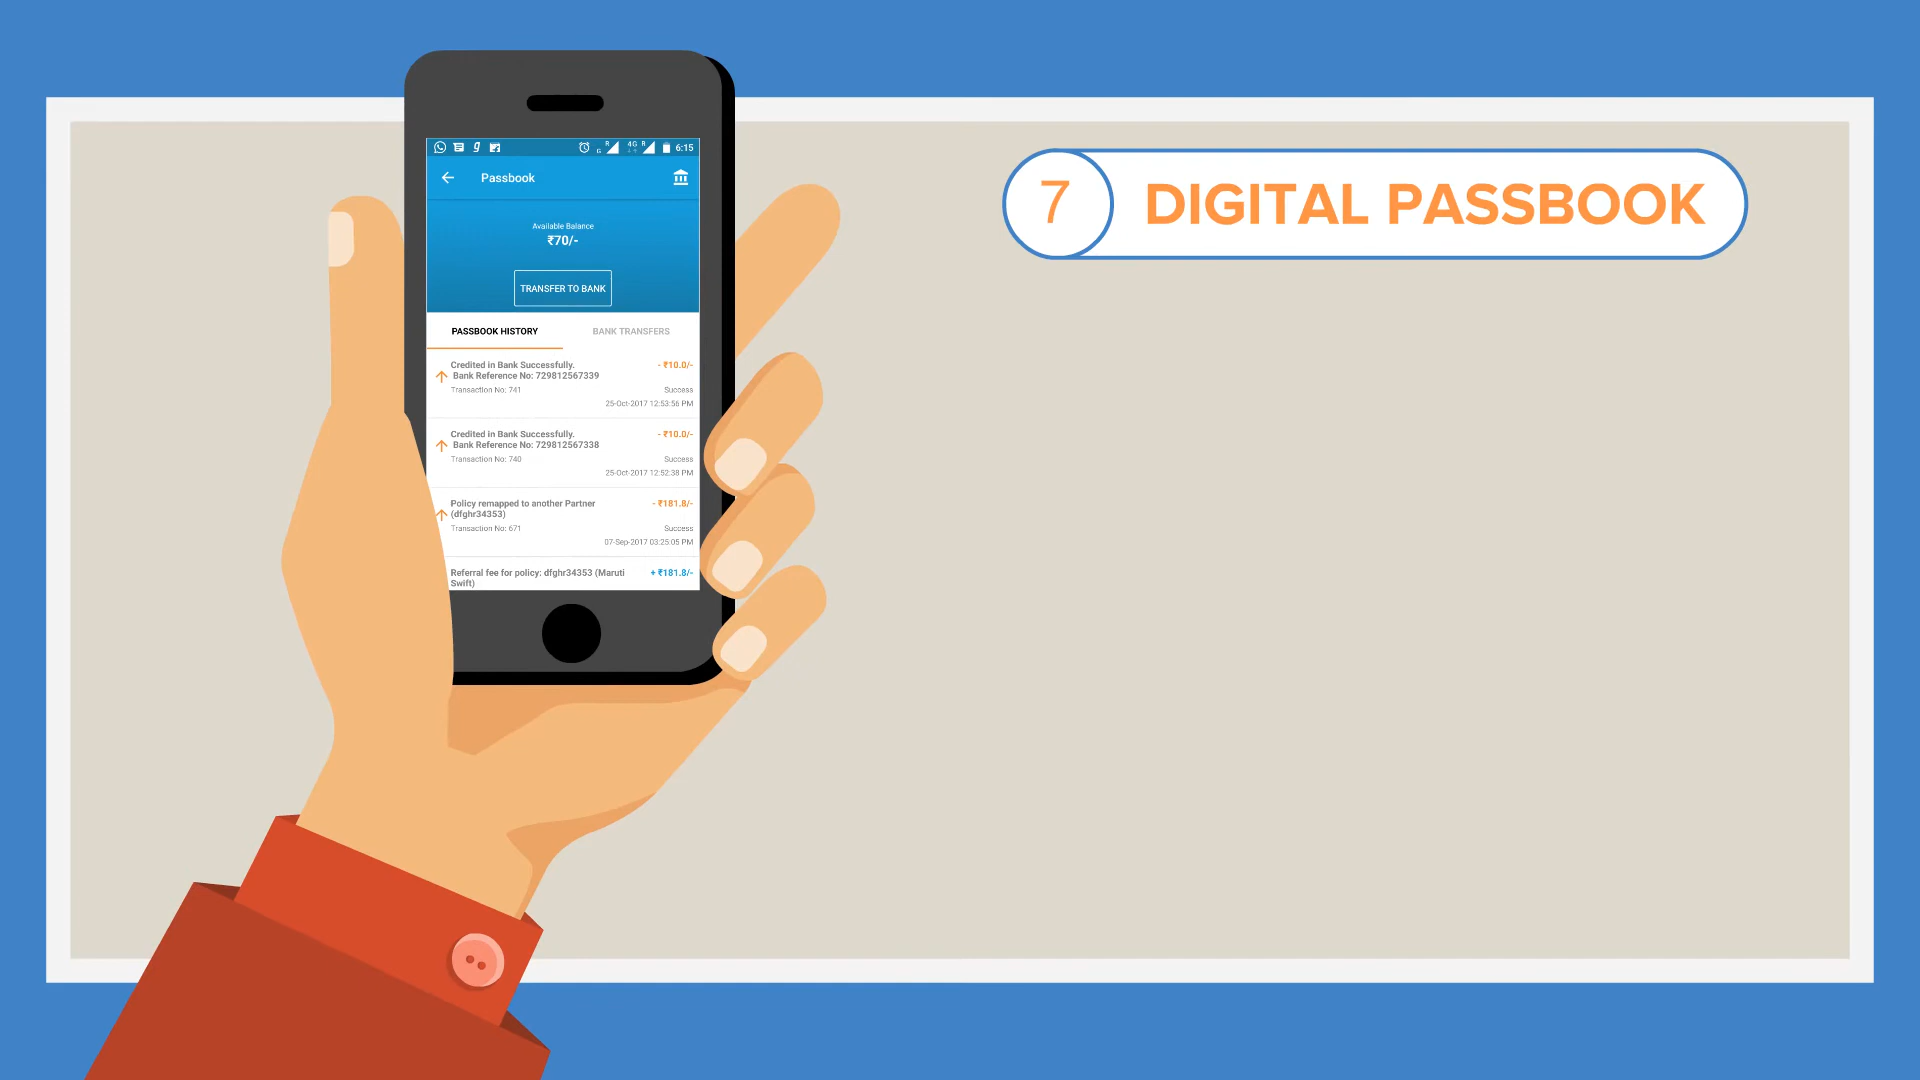 6:15
Passbook
Available Balance
₹70/-
TRANSFER TO BANK
PASSBOOK HISTORY BANK TRANSFERS
Credited in Bank Successfully. - ₹10.0/-
Bank Reference No: 729812567339
Transaction No: 741 Success
25-Oct-2017 12:53:56 PM
Credited in Bank Successfully. - ₹10.0/-
Bank Reference No: 729812567338
Transaction No: 740 Success
25-Oct-2017 12:52:38 PM
Policy remapped to another Partner - ₹181.8/-
(dfghr34353)
Transaction No: 671 Success
07-Sep-2017 03:25:05 PM
Referral fee for policy: dfghr34353 (Maruti + ₹181.8/-
Swift)
7 DIGITAL PASSBOOK